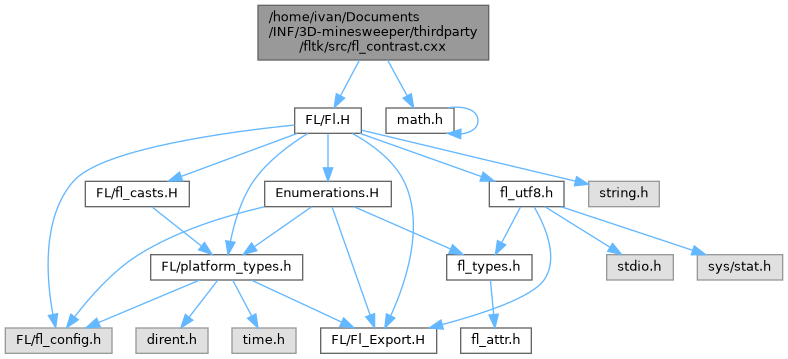 /home/ivan/Documents
/INF/3D-minesweeper/thirdparty
/fltk/src/fl_contrast.cxx
FL/Fl.H
math.h
FL/fl_casts.H
Enumerations.H
fl_utf8.h
string.h
FL/platform_types.h
fl_types.h
stdio.h
sys/stat.h
FL/fl_config.h
dirent.h
time.h
FL/Fl_Export.H
fl_attr.h